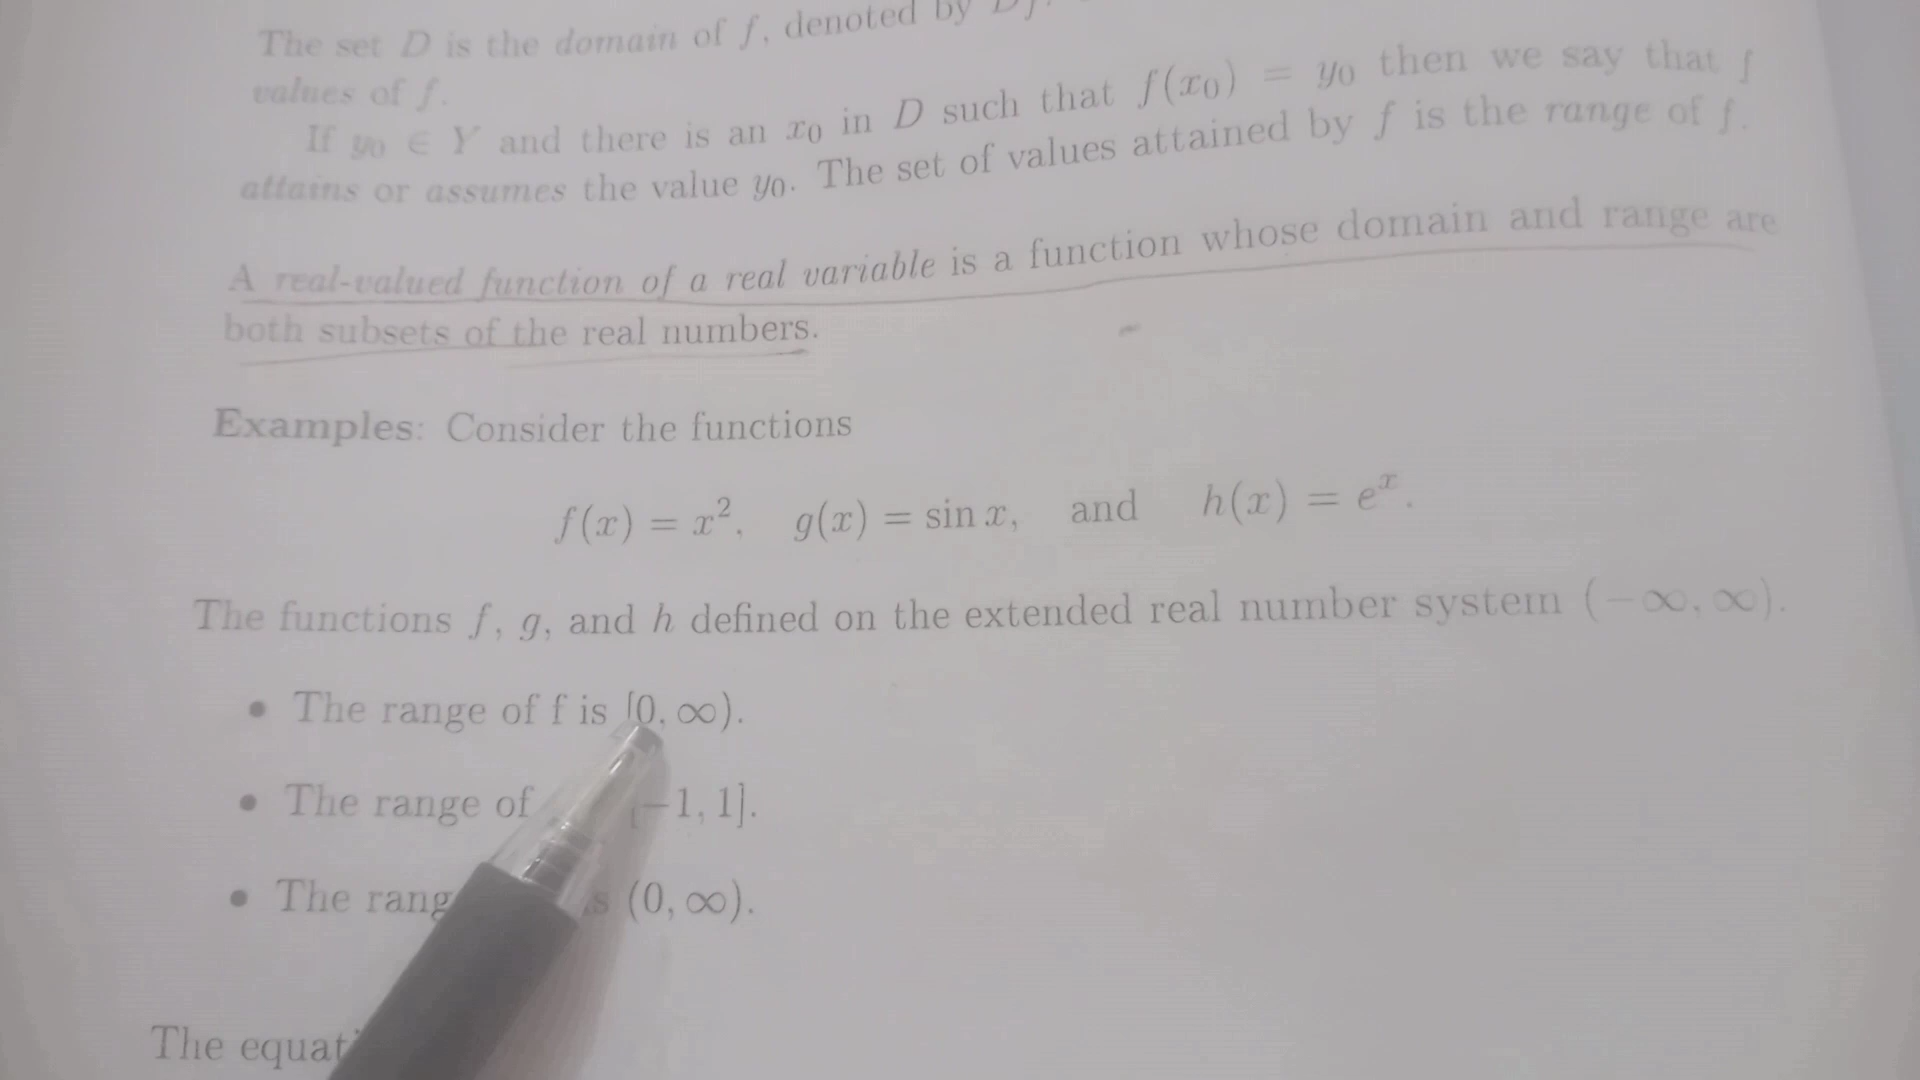 The set D is the domain of f, denoted by
values of f.
If y₀ ∈ Y and there is an x₀ in D such that f(x₀) = y₀ then we say that f
attains or assumes the value y₀. The set of values attained by f is the range of f.
A real-valued function of a real variable is a function whose domain and range are
both subsets of the real numbers.
Examples: Consider the functions
f(x) = x², g(x) = sin x, and h(x) = eˣ.
The functions f, g, and h defined on the extended real number system (−∞, ∞).
• The range of f is [0, ∞).
• The range of [−1, 1].
• The (0, ∞).
The